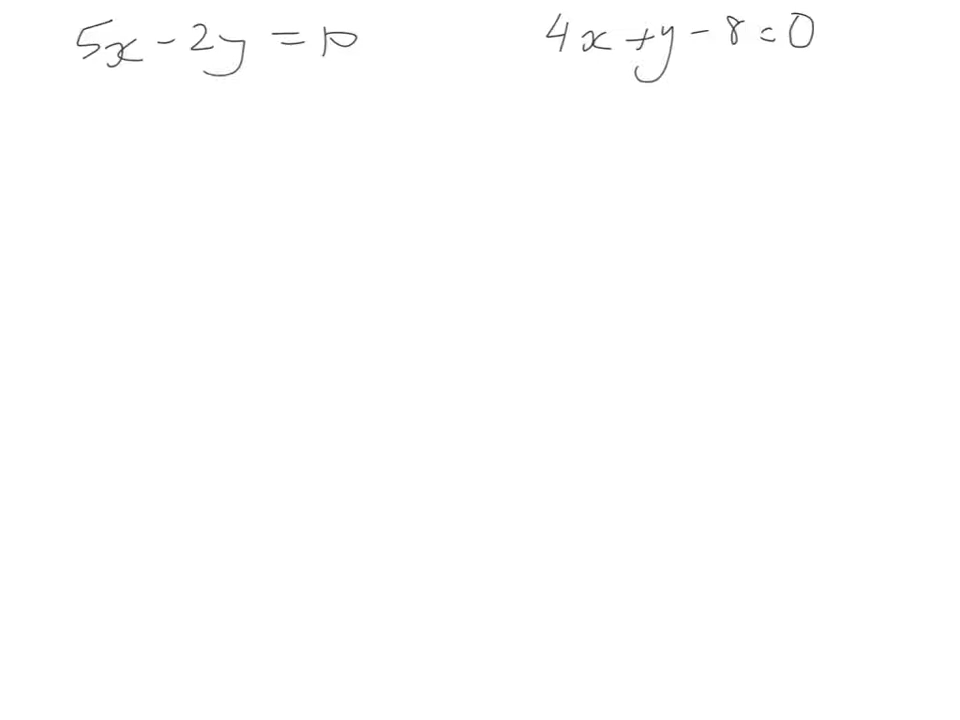 5x - 2y = 10 4x + y - 8 = 0